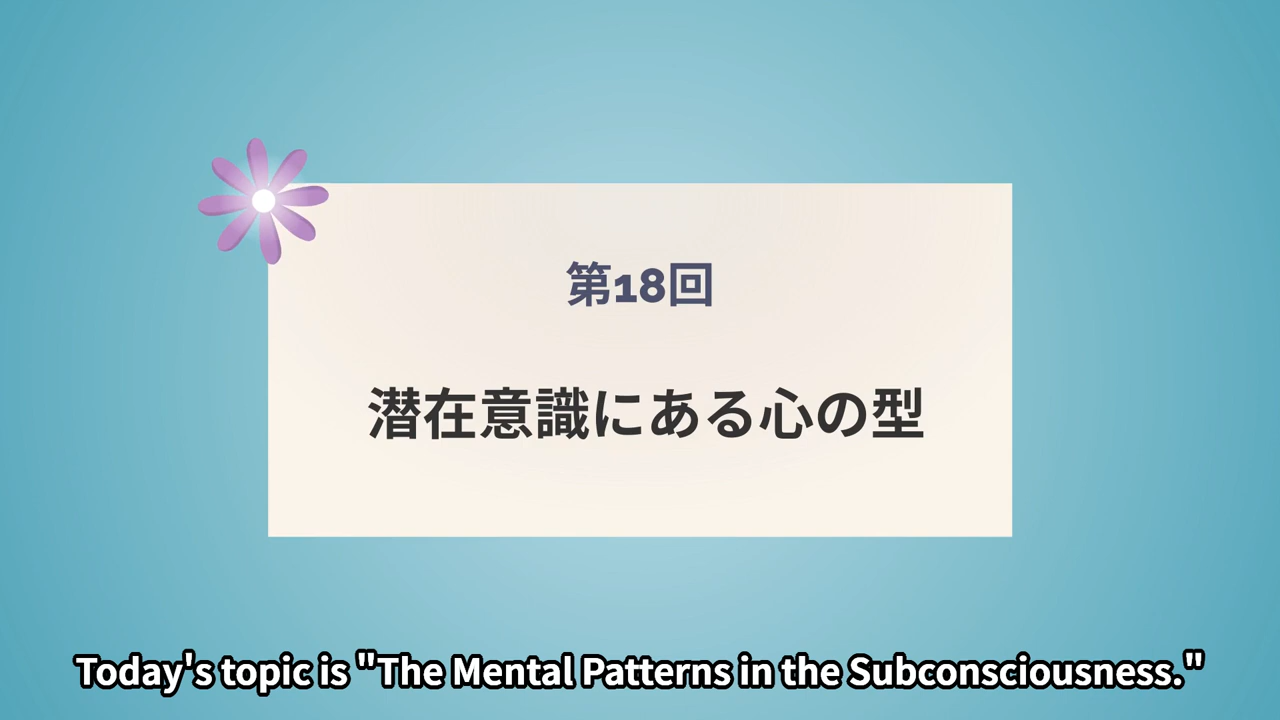 第18回
潜在意識にある心の型
Today's topic is "The Mental Patterns in the Subconsciousness."